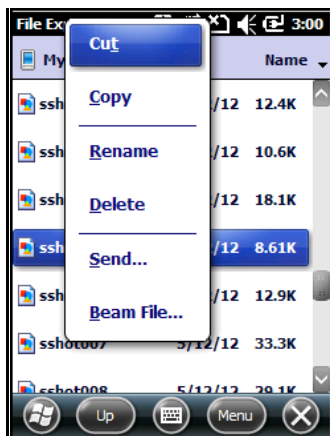 File Ex 3:00
Cut
My Name
Copy
ssh /12 12.4K
Rename
ssh /12 10.6K
Delete
ssh /12 18.1K
Send...
ssh /12 8.61K
Beam File...
ssh /12 12.9K
sshot007 5/12/12 33.3K
sshot008 5/12/12 29.1K
Up Menu